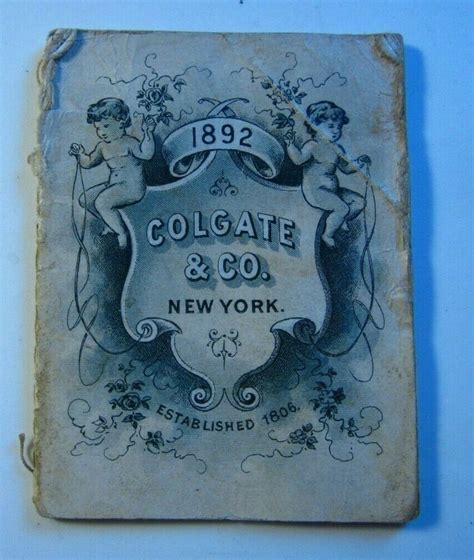 1892
COLGATE
& CO.
NEW YORK.
ESTABLISHED 1806.